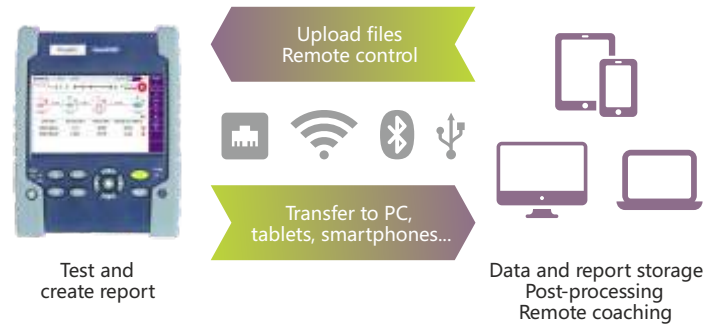 Upload files
Remote control
Transfer to PC,
tablets, smartphones...
Test and
create report
Data and report storage
Post-processing
Remote coaching